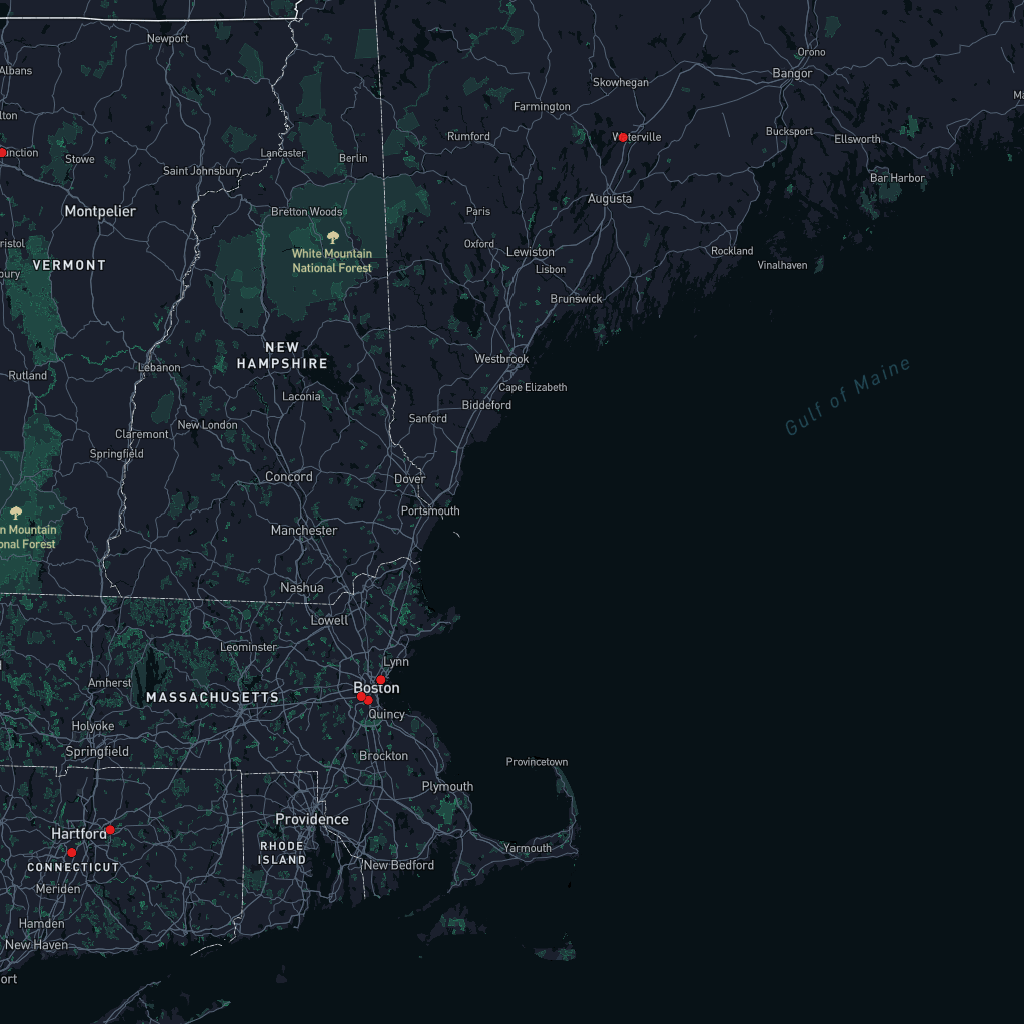 Newport
Orono
Albans
Bangor
Skowhegan
lton
Farmington
Ma
Bucksport
Rumford
Waterville
Ellsworth
unction
Stowe
Lancaster
Berlin
Saint Johnsbury
Bar Harbor
Augusta
Montpelier
Bretton Woods
Paris
ristol
Oxford
Lewiston
Rockland
White Mountain
National Forest
VERMONT
Lisbon
Vinalhaven
bury
Brunswick
NEW
HAMPSHIRE
Westbrook
Lebanon
Rutland
Cape Elizabeth
Gulf of Maine
Laconia
Biddeford
Sanford
New London
Claremont
Springfield
Concord
Dover
Portsmouth
n Mountain
onal Forest
Manchester
Nashua
Lowell
Leominster
Lynn
Amherst
Boston
MASSACHUSETTS
Quincy
Holyoke
Springfield
Brockton
Provincetown
Plymouth
Providence
Hartford
RHODE
ISLAND
Yarmouth
CONNECTICUT
New Bedford
Meriden
Hamden
New Haven
ort